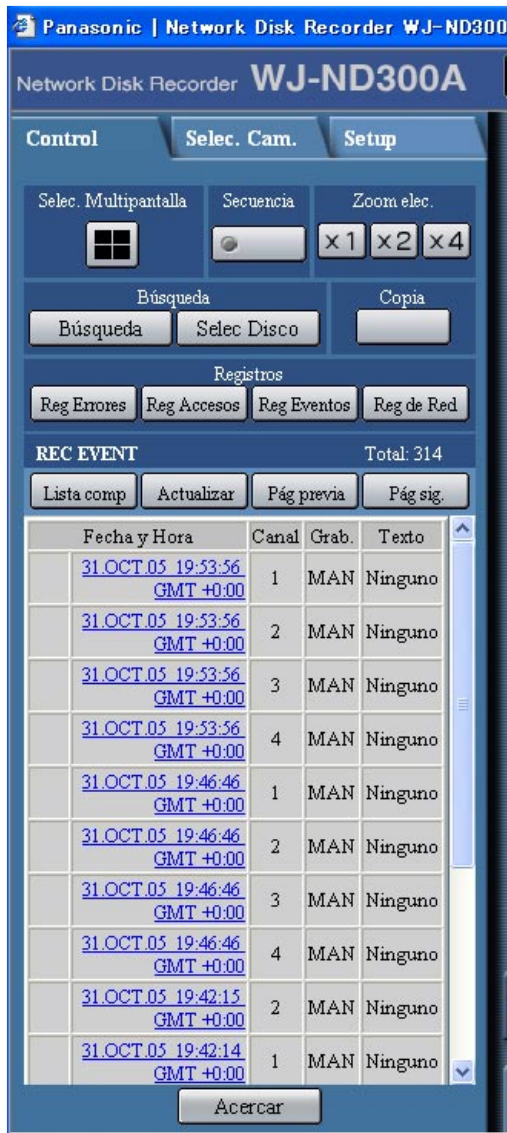 Panasonic | Network Disk Recorder WJ-ND300
Network Disk Recorder WJ-ND300A
Control Selec. Cam. Setup
Selec. Multipantalla Secuencia Zoom elec.
x1 x2 x4
Búsqueda Copia
Búsqueda Selec Disco
Registros
Reg Errores Reg Accesos Reg Eventos Reg de Red
REC EVENT Total: 314
Lista comp Actualizar Pág previa Pág sig.
Fecha y Hora Canal Grab. Texto
31.OCT.05 19:53:56
GMT +0:00 1 MAN Ninguno
31.OCT.05 19:53:56
GMT +0:00 2 MAN Ninguno
31.OCT.05 19:53:56
GMT +0:00 3 MAN Ninguno
31.OCT.05 19:53:56
GMT +0:00 4 MAN Ninguno
31.OCT.05 19:46:46
GMT +0:00 1 MAN Ninguno
31.OCT.05 19:46:46
GMT +0:00 2 MAN Ninguno
31.OCT.05 19:46:46
GMT +0:00 3 MAN Ninguno
31.OCT.05 19:46:46
GMT +0:00 4 MAN Ninguno
31.OCT.05 19:42:15
GMT +0:00 2 MAN Ninguno
31.OCT.05 19:42:14
GMT +0:00 1 MAN Ninguno
Acercar